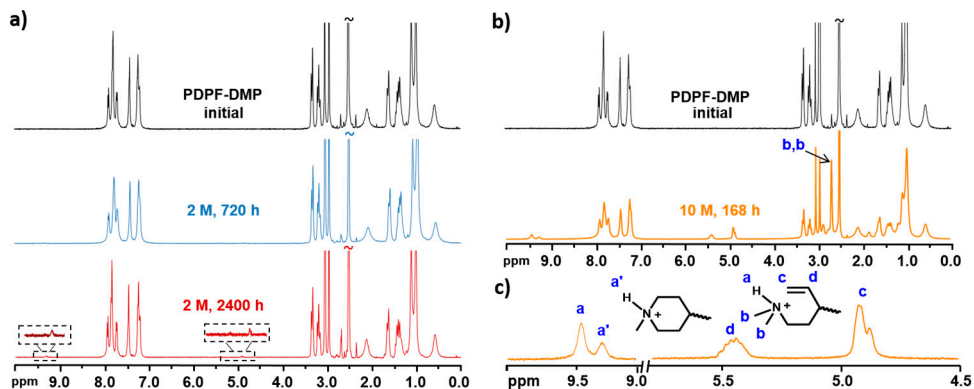 a)
~
PDPF-DMP
initial
~
2 M, 720 h
~
2 M, 2400 h
ppm 9.0 8.0 7.0 6.0 5.0 4.0 3.0 2.0 1.0 0.0
b)
~
PDPF-DMP
initial
b,b
10 M, 168 h
ppm 9.0 8.0 7.0 6.0 5.0 4.0 3.0 2.0 1.0 0.0
c)
a'
H
N
+
a
c
d
H
N
+
b
b
a
a'
d
c
ppm 9.5 9.0 5.5 5.0 4.5